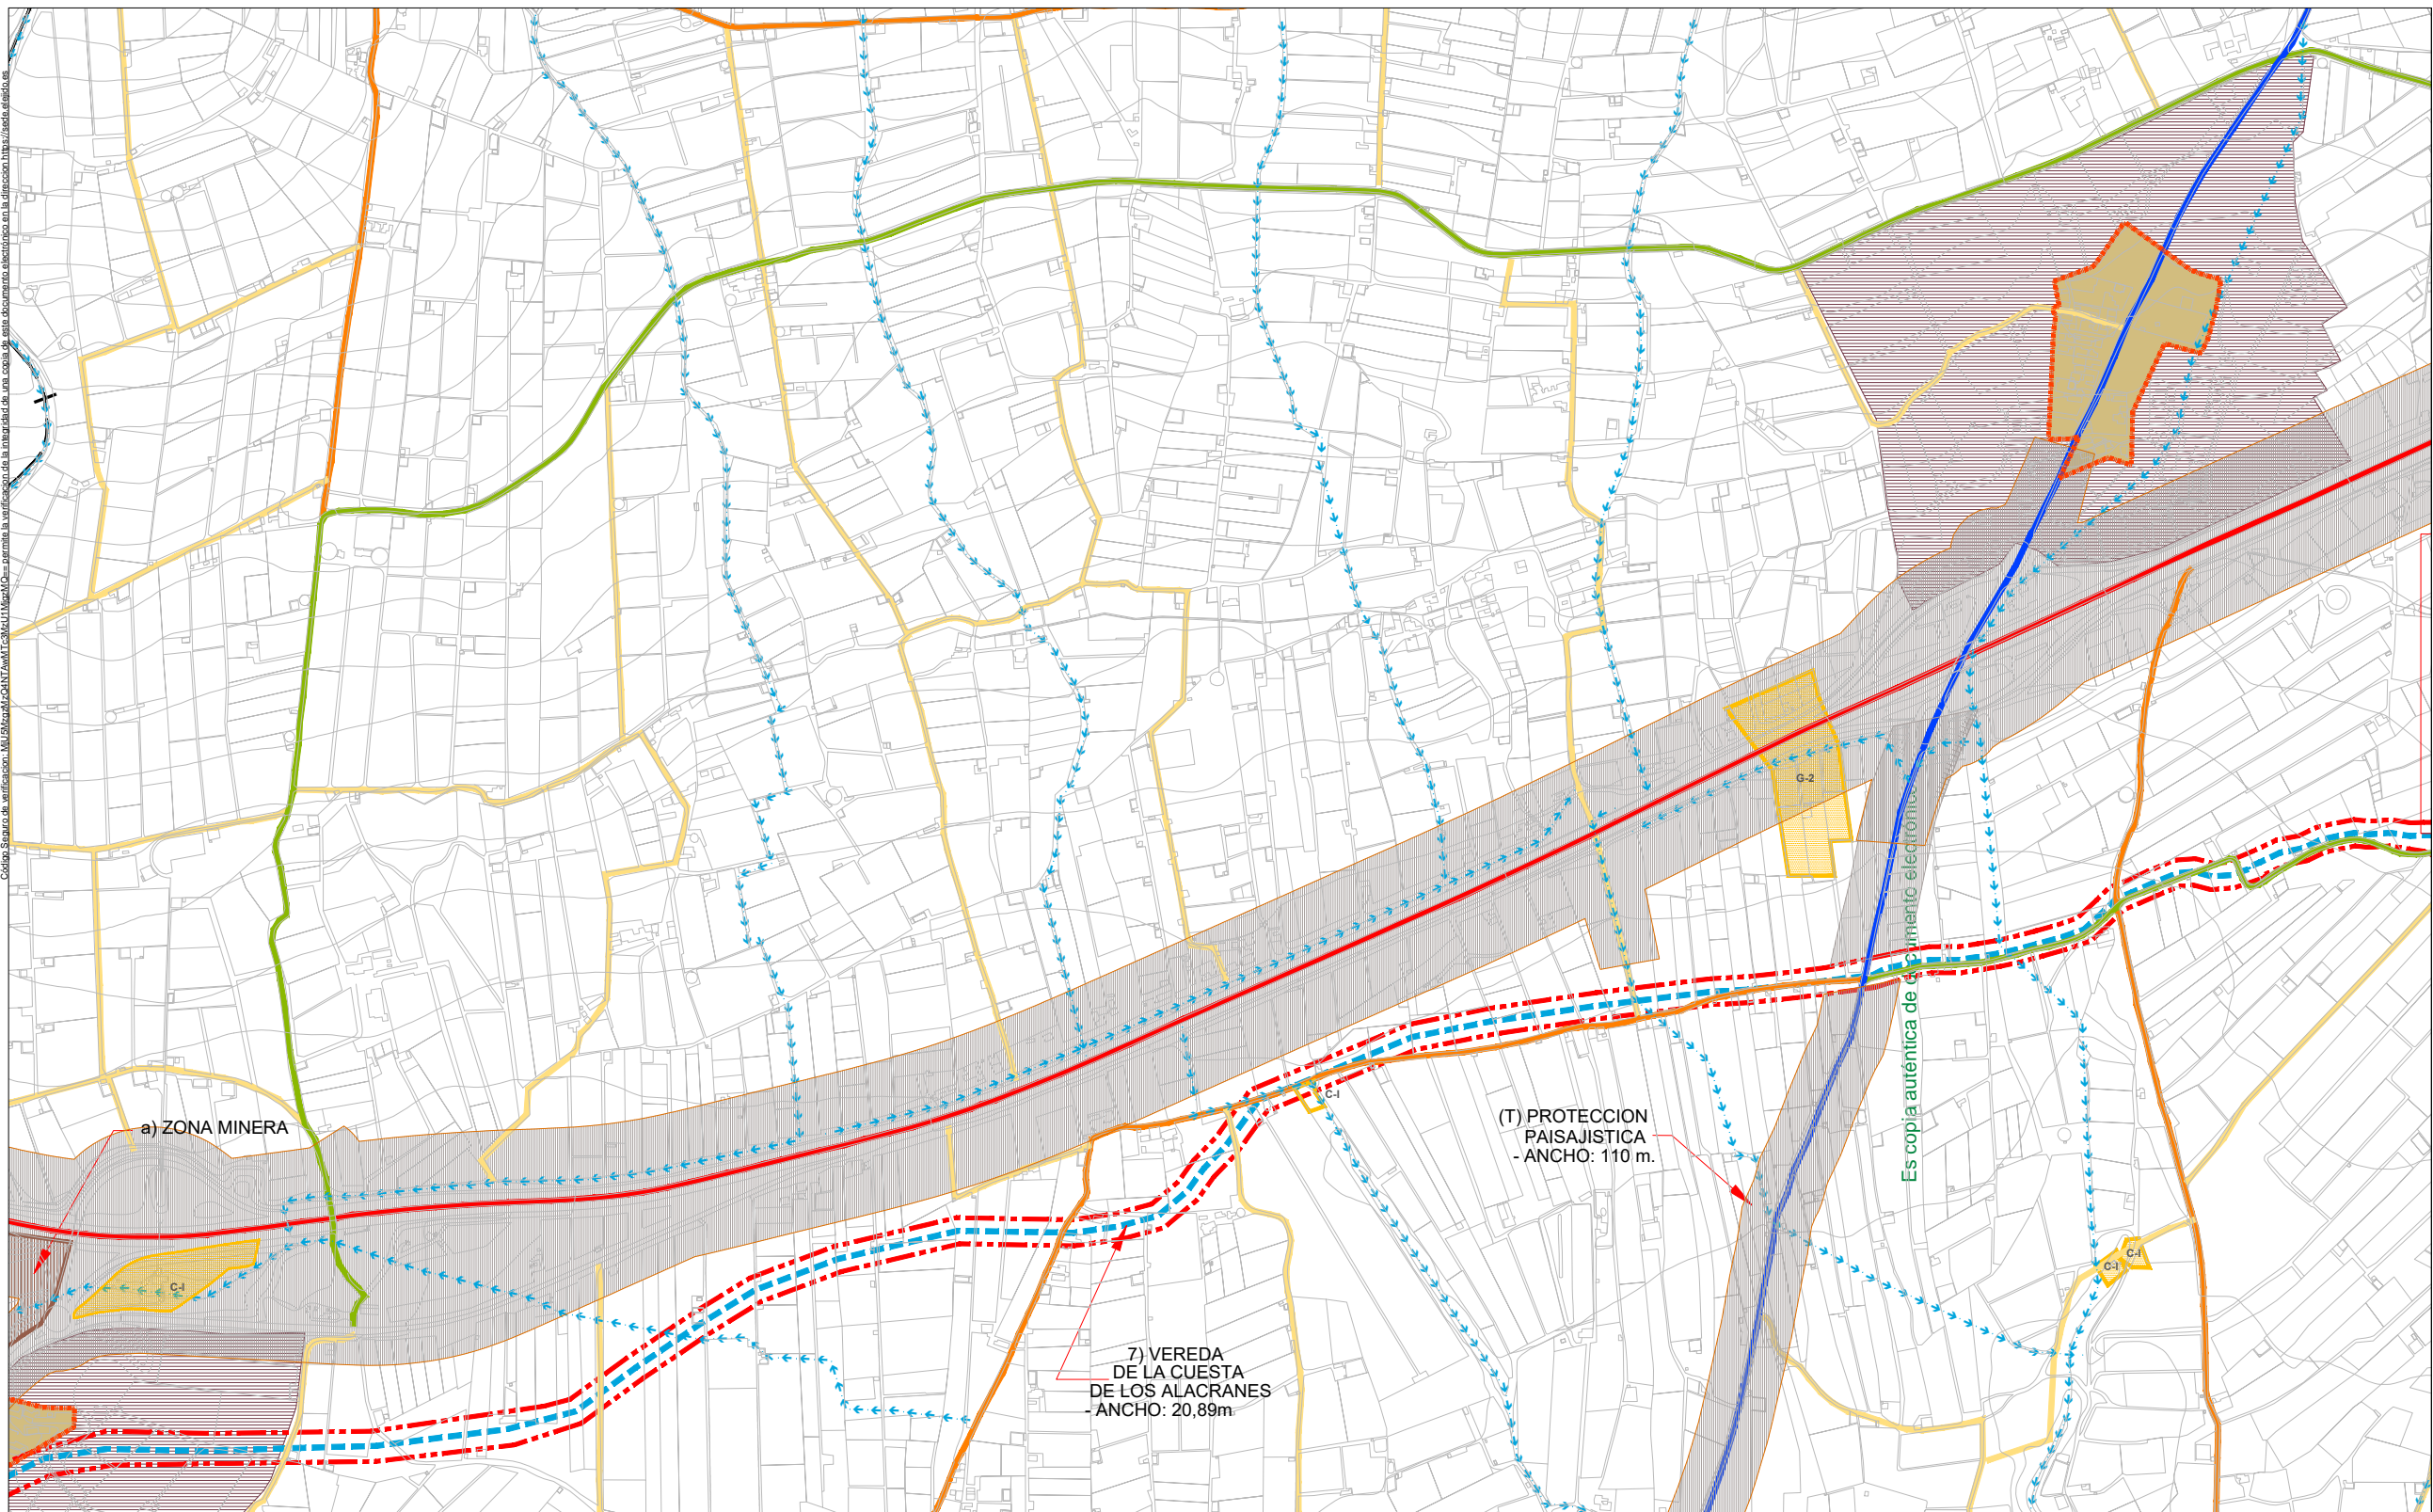 Es copia auténtica de documento electrónico
G-2
C-I
a) ZONA MINERA
(T) PROTECCION
PAISAJISTICA
- ANCHO: 110 m.
C-I
C-I
C-I
7) VEREDA
DE LA CUESTA
DE LOS ALACRANES
- ANCHO: 20,89m